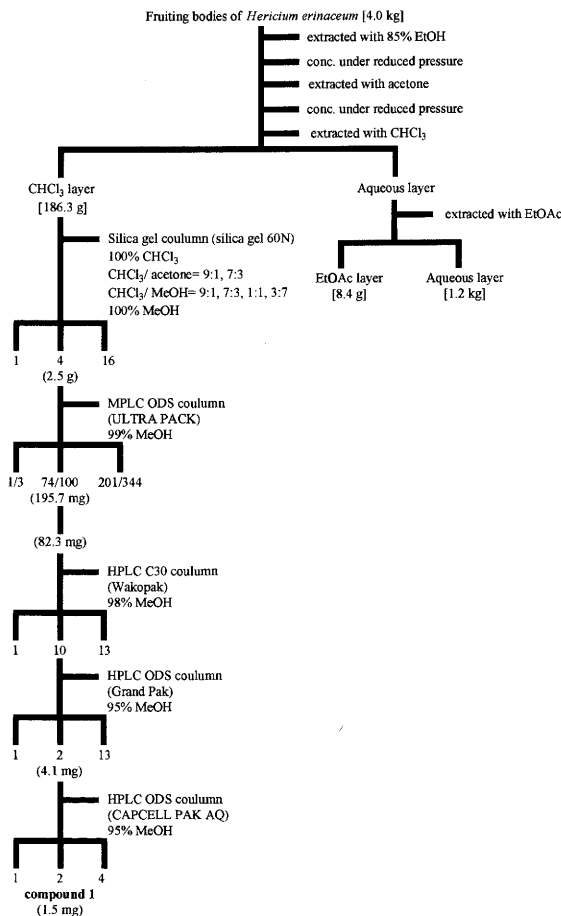 Fruiting bodies of Hericium erinaceum [4.0 kg]
extracted with 85% EtOH
conc. under reduced pressure
extracted with acetone
conc. under reduced pressure
extracted with CHCl₃
CHCl₃ layer
[186.3 g]
Aqueous layer
extracted with EtOAc
EtOAc layer
[8.4 g]
Aqueous layer
[1.2 kg]
Silica gel coulumn (silica gel 60N)
100% CHCl₃
CHCl₃/ acetone= 9:1, 7:3
CHCl₃/ MeOH= 9:1, 7:3, 1:1, 3:7
100% MeOH
1 4 16
(2.5 g)
MPLC ODS coulumn
(ULTRA PACK)
99% MeOH
1/3 74/100 201/344
(195.7 mg)
(82.3 mg)
HPLC C30 coulumn
(Wakopak)
98% MeOH
1 10 13
HPLC ODS coulumn
(Grand Pak)
95% MeOH
1 2 13
(4.1 mg)
HPLC ODS coulumn
(CAPCELL PAK AQ)
95% MeOH
1 2 4
compound 1
(1.5 mg)